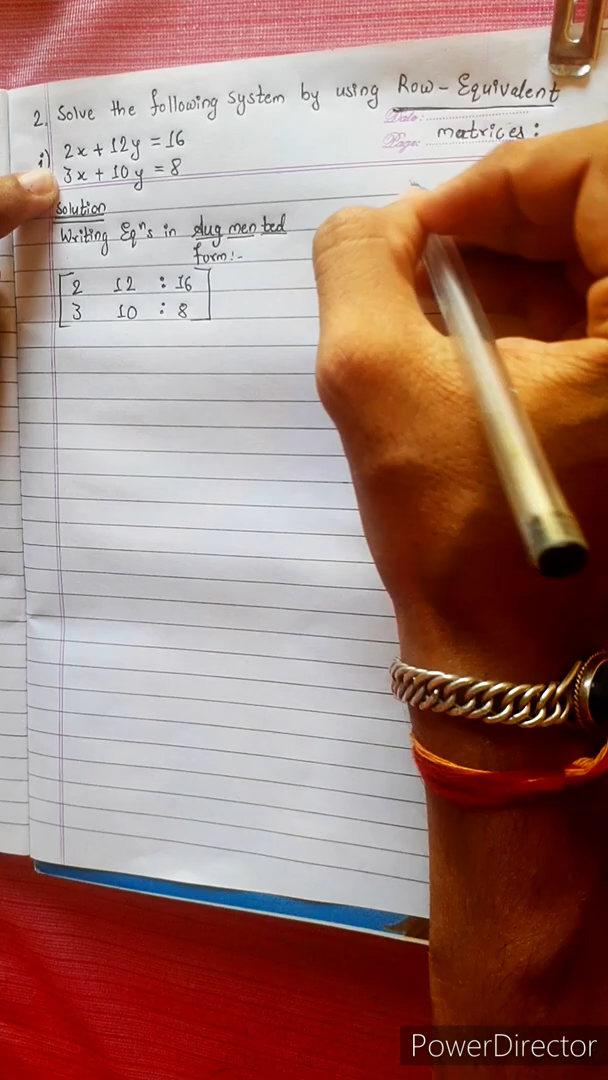 2. Solve the following system by using Row-Equivalent
Date:
matrices:
Page:
i) 2x + 12y = 16
3x + 10y = 8
Solution
Writing Eqⁿs in Augmented
form:-
2 12 : 16
3 10 : 8
PowerDirector